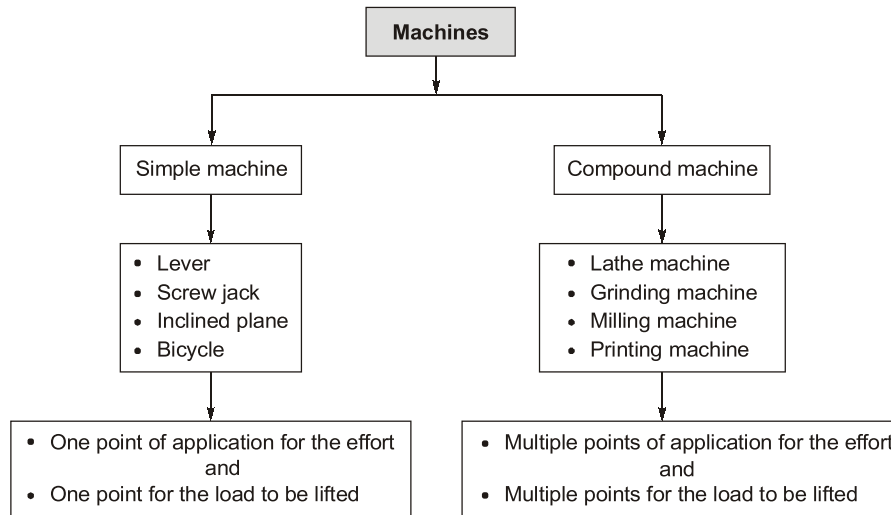 Machines
Simple machine
Compound machine
• Lever
• Screw jack
• Inclined plane
• Bicycle
• Lathe machine
• Grinding machine
• Milling machine
• Printing machine
• One point of application for the effort
and
• One point for the load to be lifted
• Multiple points of application for the effort
and
• Multiple points for the load to be lifted